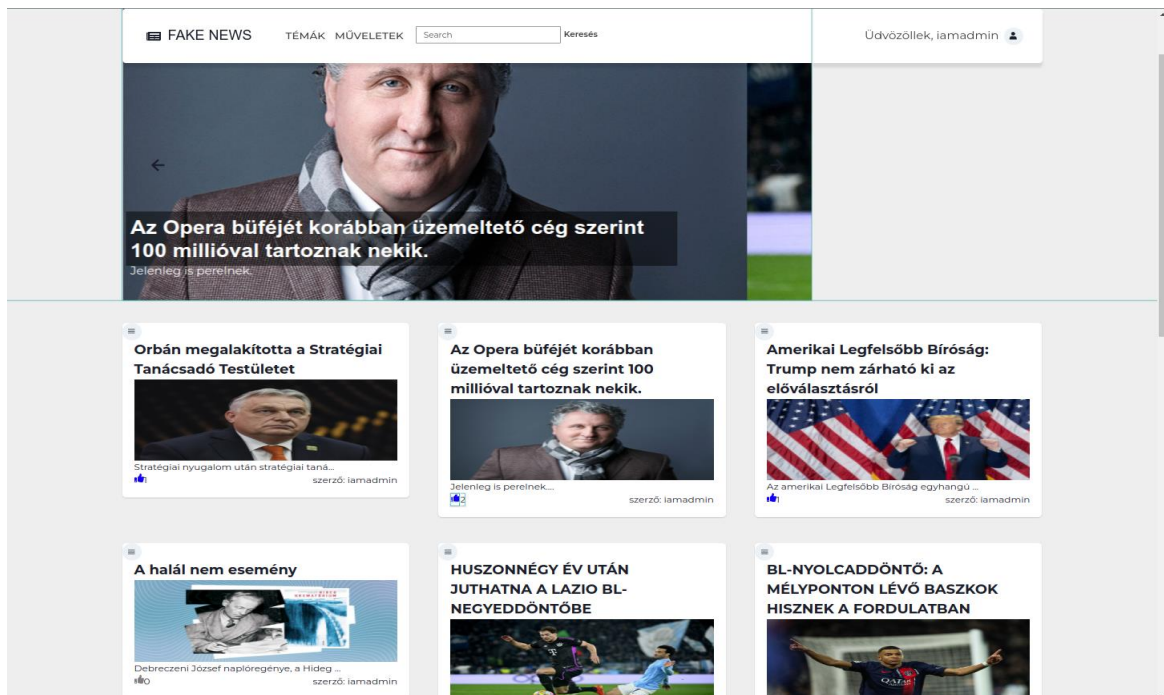 FAKE NEWS TÉMÁK MŰVELETEK Search Keresés Üdvözöllek, iamadmin
Az Opera büféjét korábban üzemeltető cég szerint
100 millióval tartoznak nekik.
Jelenleg is perelnek.
Orbán megalakította a Stratégiai
Tanácsadó Testületet
Stratégiai nyugalom után stratégiai taná...
1 szerző: iamadmin
Az Opera büféjét korábban
üzemeltető cég szerint 100
millióval tartoznak nekik.
Jelenleg is perelnek....
2 szerző: iamadmin
Amerikai Legfelsőbb Bíróság:
Trump nem zárható ki az
előválasztásról
Az amerikai Legfelsőbb Bíróság egyhangú ...
1 szerző: iamadmin
A halál nem esemény
Debreczeni József naplóregénye, a Hideg ...
0 szerző: iamadmin
HUSZONNÉGY ÉV UTÁN
JUTHATNA A LAZIO BL-
NEGYEDDÖNTŐBE
BL-NYOLCADDÖNTŐ: A
MÉLYPONTON LÉVŐ BASZKOK
HISZNEK A FORDULATBAN